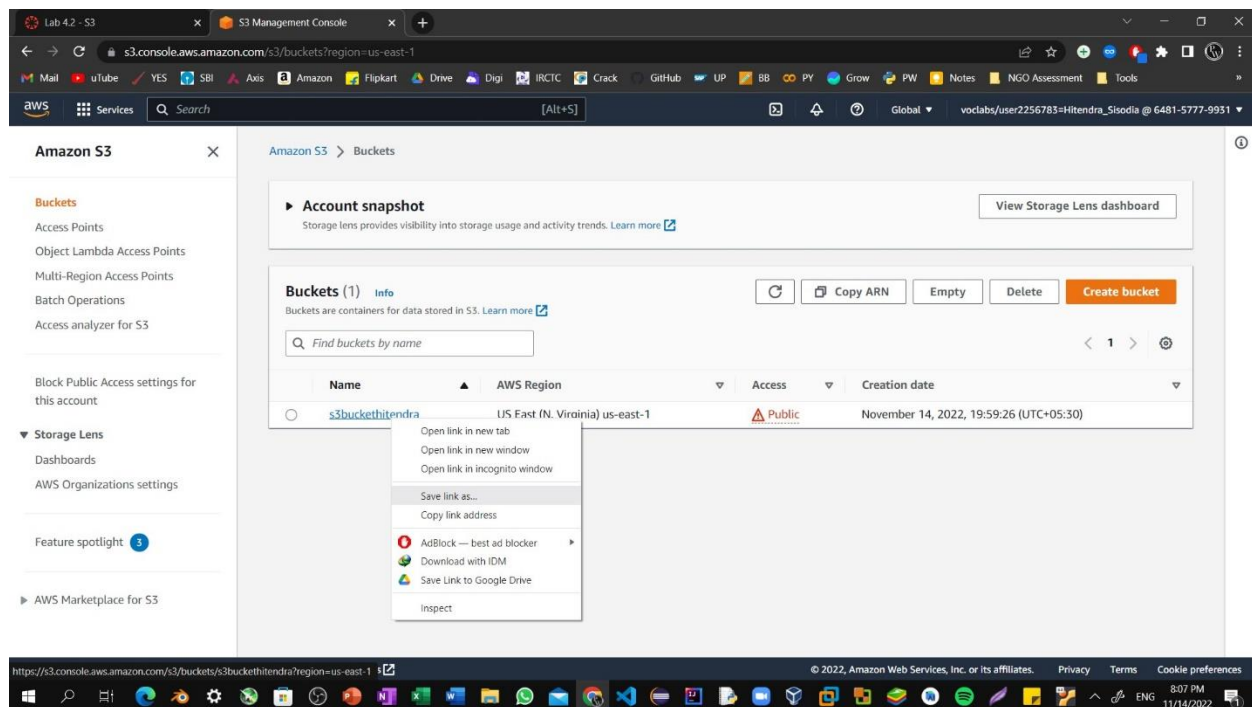 Lab 4.2 - S3
S3 Management Console
s3.console.aws.amazon.com/s3/buckets?region=us-east-1
Mail uTube YES SBI Axis Amazon Flipkart Drive Digi IRCTC Crack GitHub UP BB PY Grow PW Notes NGO Assessment Tools »
aws Services Search [Alt+S] Global voclabs/user2256783=Hitendra_Sisodia @ 6481-5777-9931
Amazon S3
Buckets
Access Points
Object Lambda Access Points
Multi-Region Access Points
Batch Operations
Access analyzer for S3
Block Public Access settings for
this account
Storage Lens
Dashboards
AWS Organizations settings
Feature spotlight 3
AWS Marketplace for S3
Amazon S3 > Buckets
Account snapshot
Storage lens provides visibility into storage usage and activity trends. Learn more
View Storage Lens dashboard
Buckets (1) Info
Buckets are containers for data stored in S3. Learn more
Copy ARN Empty Delete Create bucket
Find buckets by name
< 1 >
Name AWS Region Access Creation date
s3buckethitendra US East (N. Virginia) us-east-1 Public November 14, 2022, 19:59:26 (UTC+05:30)
Open link in new tab
Open link in new window
Open link in incognito window
Save link as...
Copy link address
AdBlock — best ad blocker
Download with IDM
Save Link to Google Drive
Inspect
https://s3.console.aws.amazon.com/s3/buckets/s3buckethitendra?region=us-east-1
© 2022, Amazon Web Services, Inc. or its affiliates. Privacy Terms Cookie preferences
ENG
8:07 PM
11/14/2022